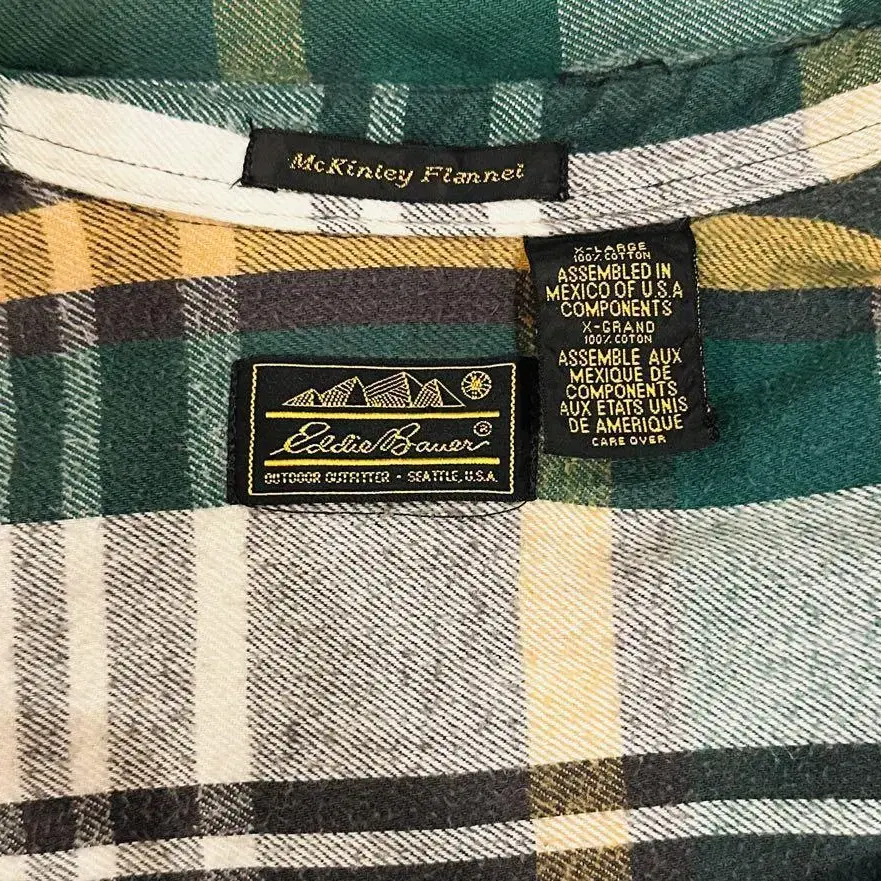 McKinley Flannel
X-LARGE
100% COTTON
ASSEMBLED IN
MEXICO OF U.S.A
COMPONENTS
X-GRAND
100% COTON
ASSEMBLE AUX
MEXIQUE DE
COMPONENTS
AUX ETATS UNIS
DE AMERIQUE
CARE OVER
Eddie Bauer®
OUTDOOR OUTFITTER - SEATTLE, U.S.A.